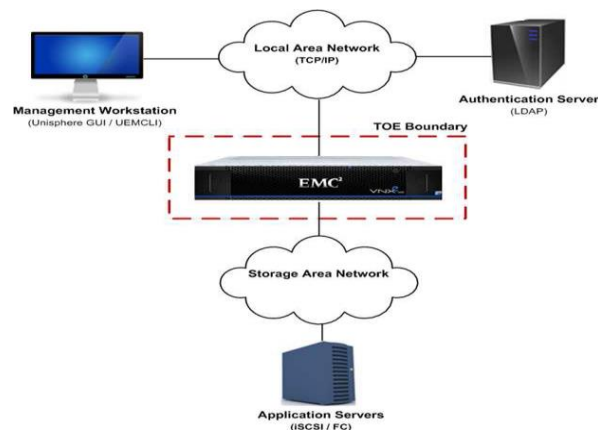 Local Area Network
(TCP/IP)
Management Workstation
(Unisphere GUI / UEMCLI)
Authentication Server
(LDAP)
TOE Boundary
EMC²
Storage Area Network
Application Servers
(iSCSI / FC)